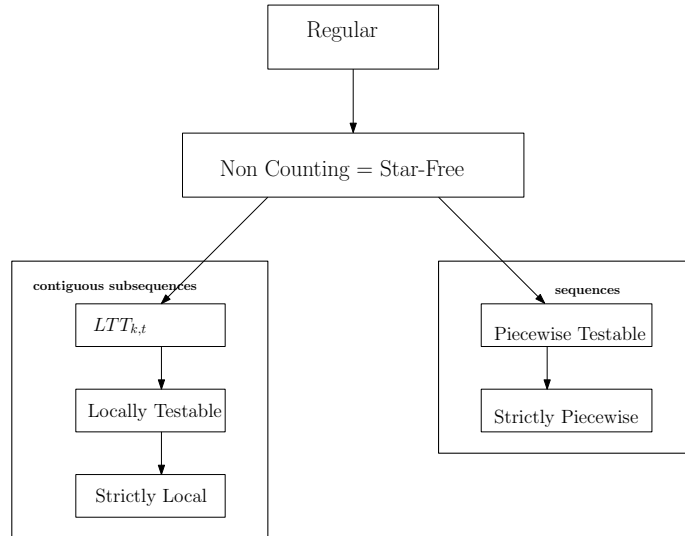 Regular
Non Counting = Star-Free
contiguous subsequences
LTT_{k,t}
Locally Testable
Strictly Local
sequences
Piecewise Testable
Strictly Piecewise